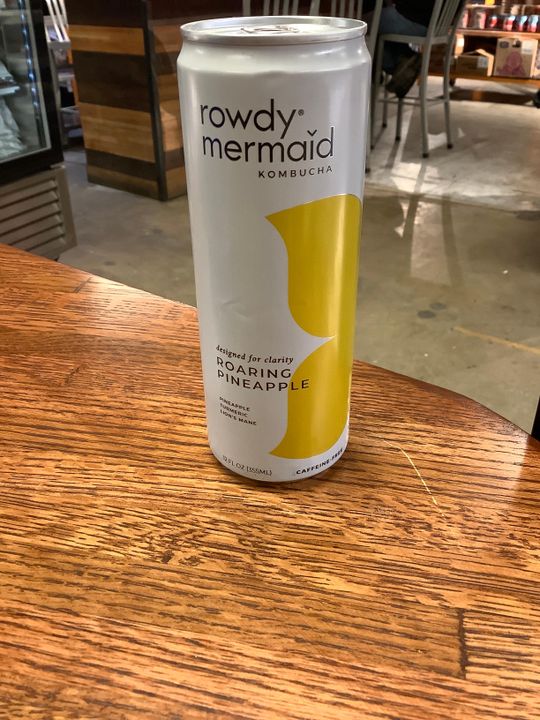 rowdy®
mermaid
KOMBUCHA
designed for clarity
ROARING
PINEAPPLE
PINEAPPLE
TURMERIC
LION'S MANE
12 FL OZ (355ML)
CAFFEINE-FREE